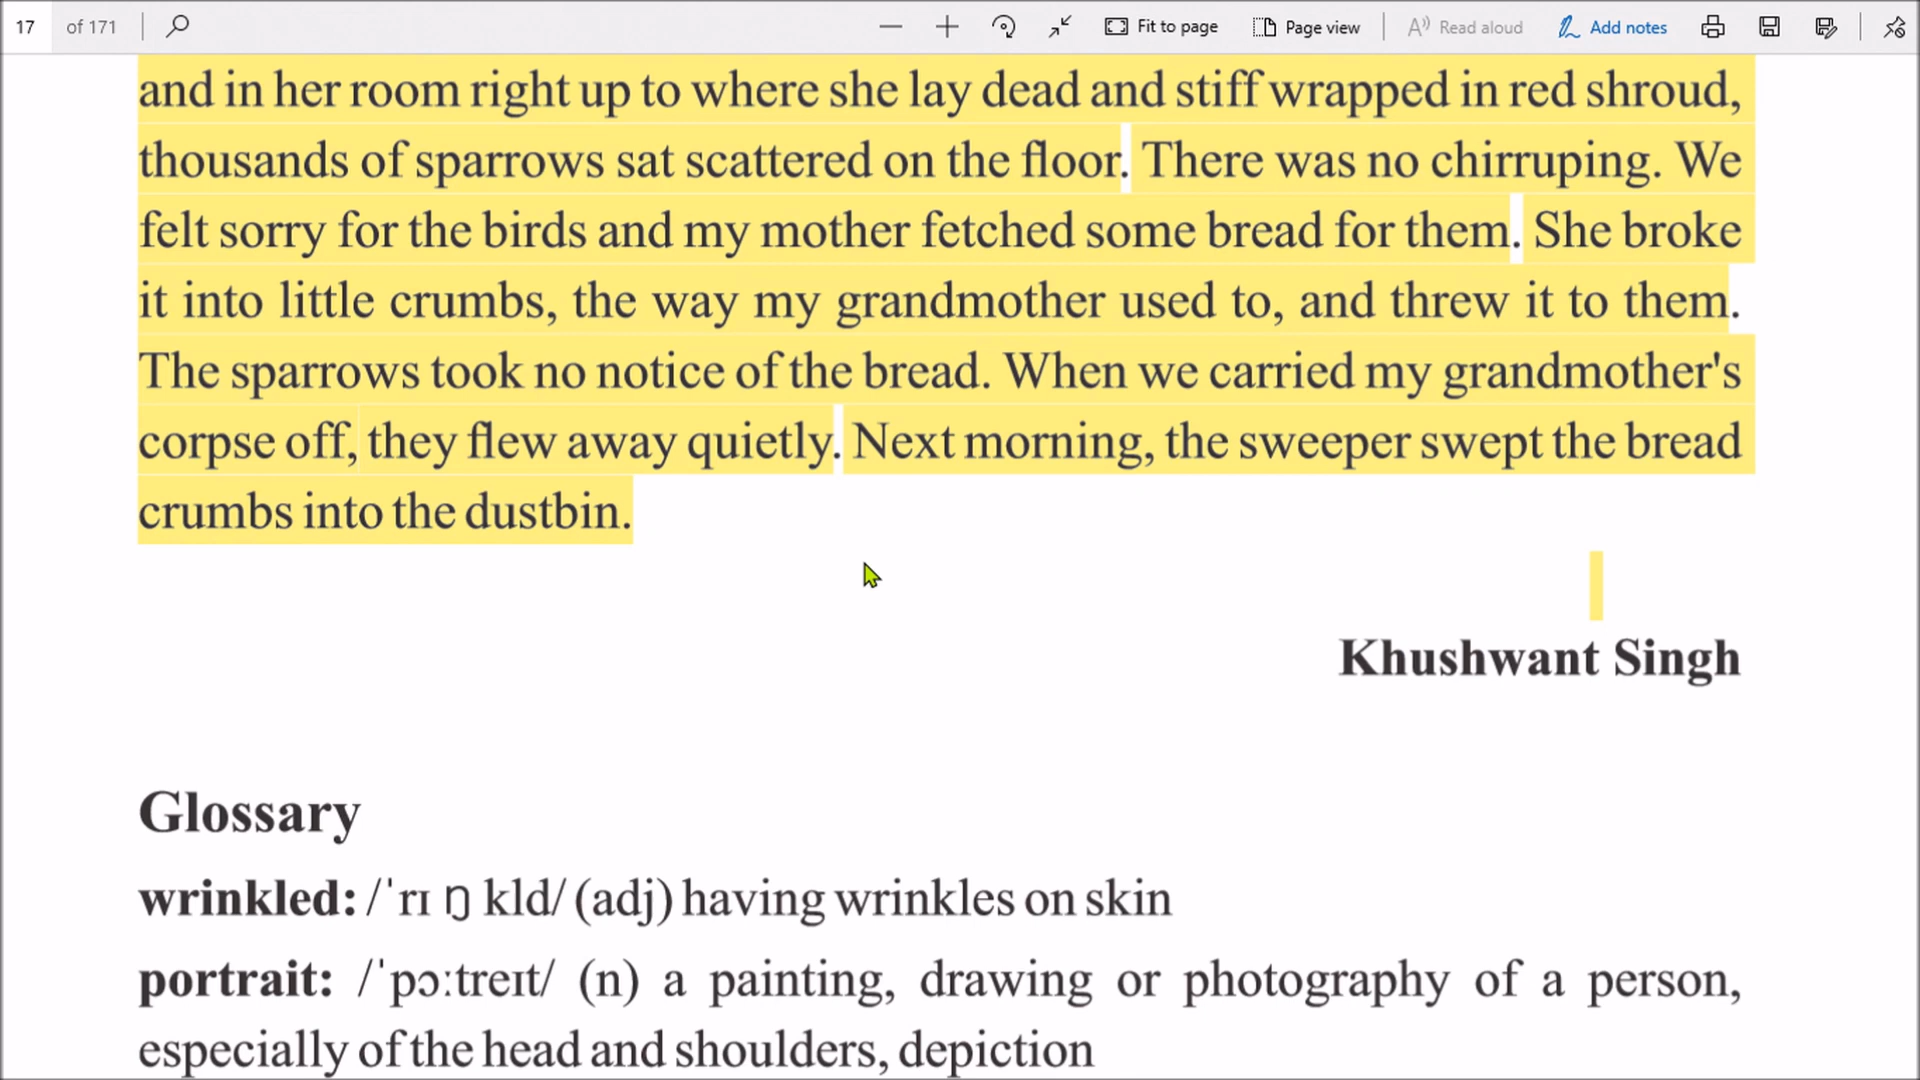 17 of 171 Fit to page Page view Read aloud Add notes
and in her room right up to where she lay dead and stiff wrapped in red shroud,
thousands of sparrows sat scattered on the floor. There was no chirruping. We
felt sorry for the birds and my mother fetched some bread for them. She broke
it into little crumbs, the way my grandmother used to, and threw it to them.
The sparrows took no notice of the bread. When we carried my grandmother's
corpse off, they flew away quietly. Next morning, the sweeper swept the bread
crumbs into the dustbin.
Khushwant Singh
Glossary
wrinkled: /ˈrɪ ŋ kld/ (adj) having wrinkles on skin
portrait: /ˈpɔːtreɪt/ (n) a painting, drawing or photography of a person,
especially of the head and shoulders, depiction